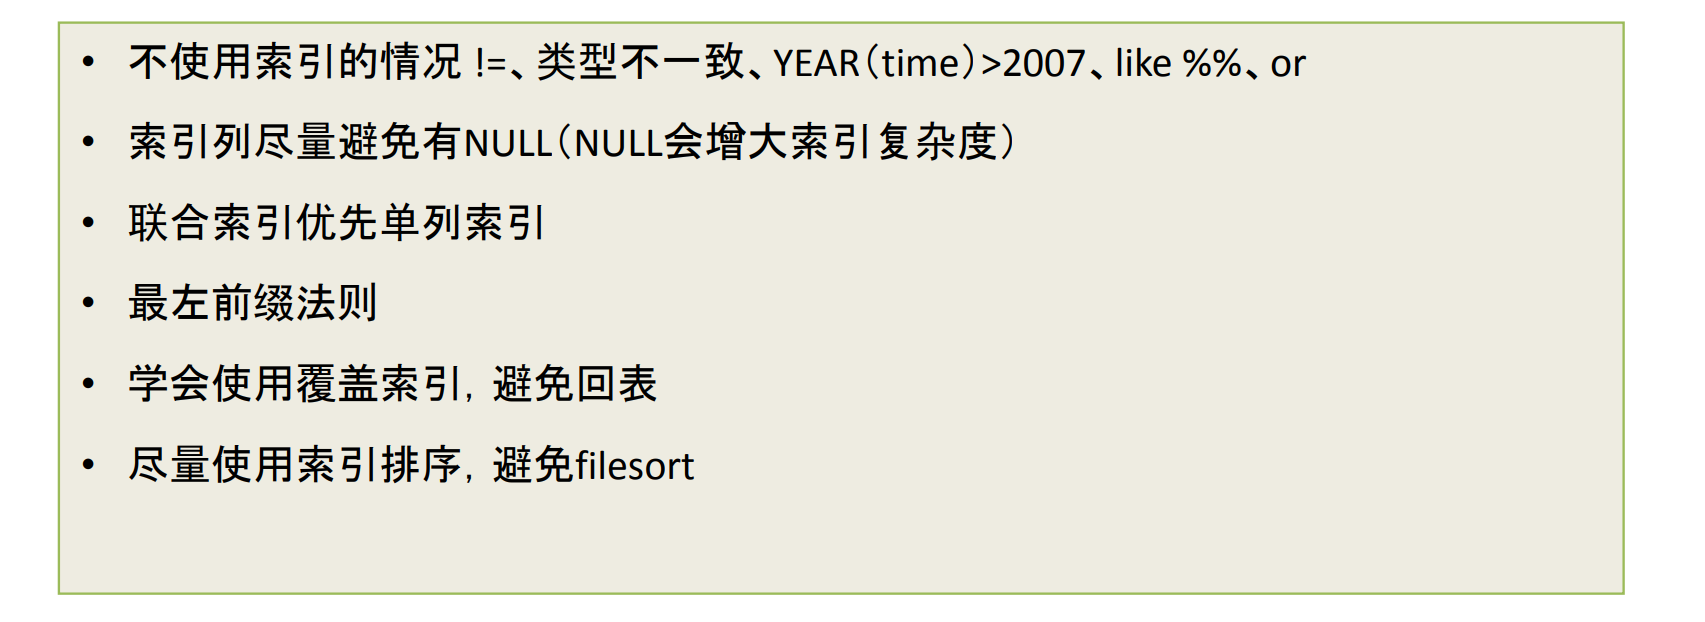 • 不使用索引的情况 !=、类型不一致、YEAR（time）>2007、like %%、or
• 索引列尽量避免有NULL（NULL会增大索引复杂度）
• 联合索引优先单列索引
• 最左前缀法则
• 学会使用覆盖索引，避免回表
• 尽量使用索引排序，避免filesort